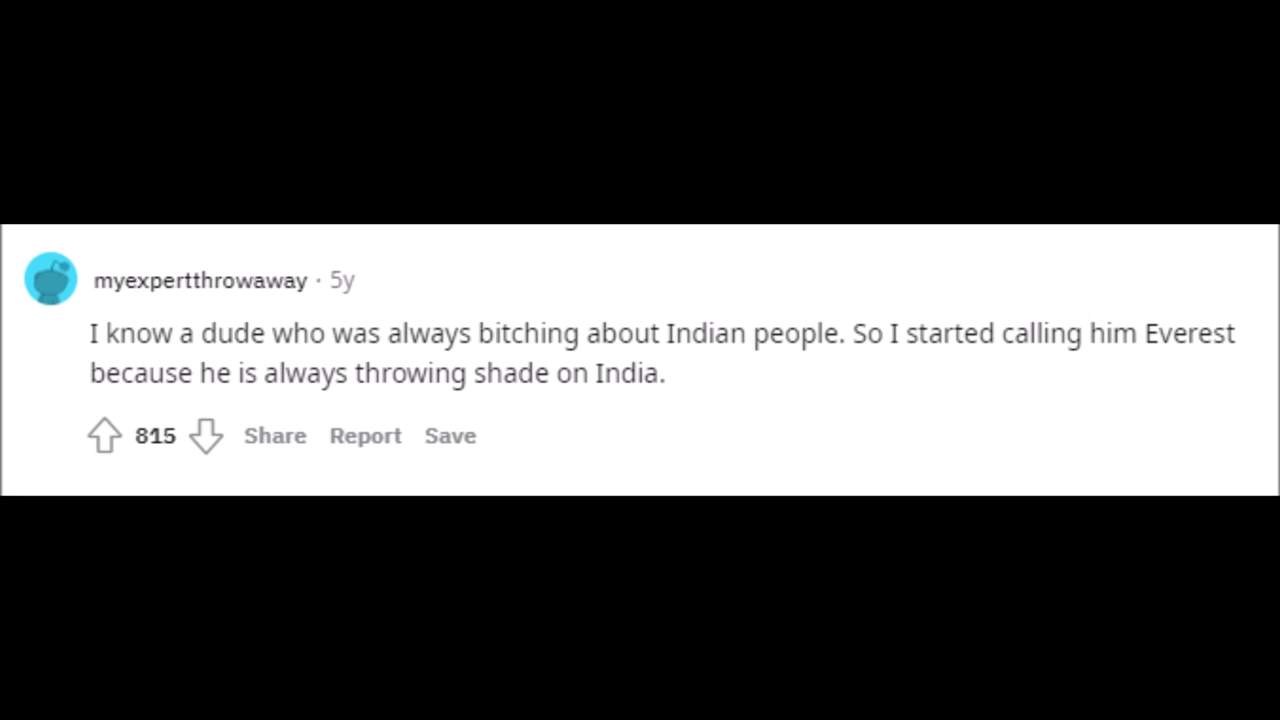 myexpertthrowaway · 5y
I know a dude who was always bitching about Indian people. So I started calling him Everest
because he is always throwing shade on India.
815 Share Report Save